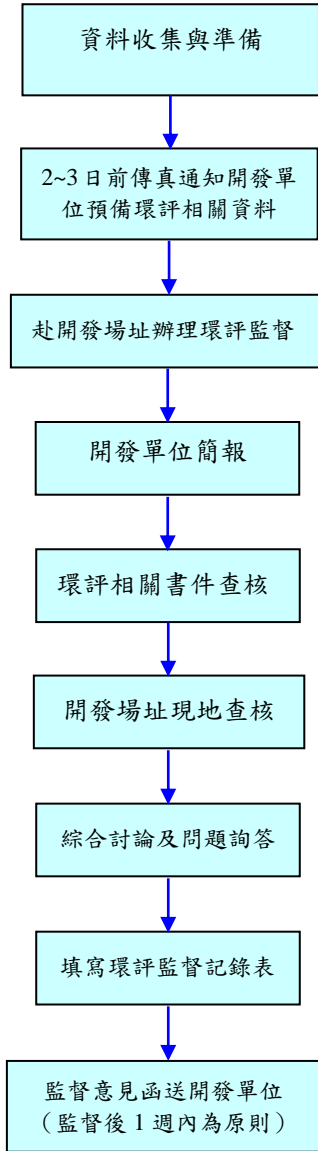 資料收集與準備
2~3 日前傳真通知開發單
位預備環評相關資料
赴開發場址辦理環評監督
開發單位簡報
環評相關書件查核
開發場址現地查核
綜合討論及問題詢答
填寫環評監督記錄表
監督意見函送開發單位
（監督後 1 週內為原則）